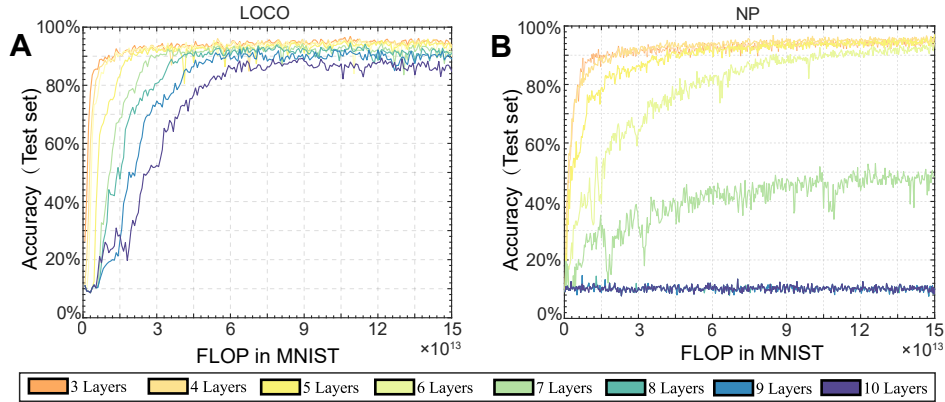 LOCO
A
100%
80%
60%
40%
20%
0%
Accuracy (Test set)
0 3 6 9 12 15
×10¹³
FLOP in MNIST
NP
B
100%
80%
60%
40%
20%
0%
Accuracy (Test set)
0 3 6 9 12 15
×10¹³
FLOP in MNIST
3 Layers 4 Layers 5 Layers 6 Layers 7 Layers 8 Layers 9 Layers 10 Layers